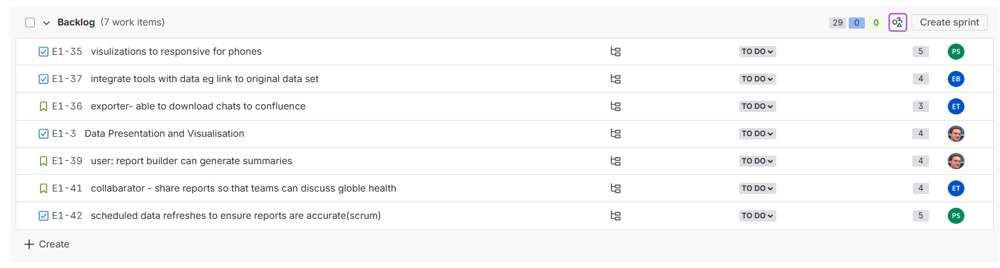 Backlog (7 work items) 29 0 0 Create sprint
E1-35 visulizations to responsive for phones TO DO 5 PS
E1-37 integrate tools with data eg link to original data set TO DO 4 EB
E1-36 exporter- able to download chats to confluence TO DO 3 ET
E1-3 Data Presentation and Visualisation TO DO 4
E1-39 user: report builder can generate summaries TO DO 4
E1-41 collabarator - share reports so that teams can discuss globle health TO DO 4 ET
E1-42 scheduled data refreshes to ensure reports are accurate(scrum) TO DO 5 PS
Create